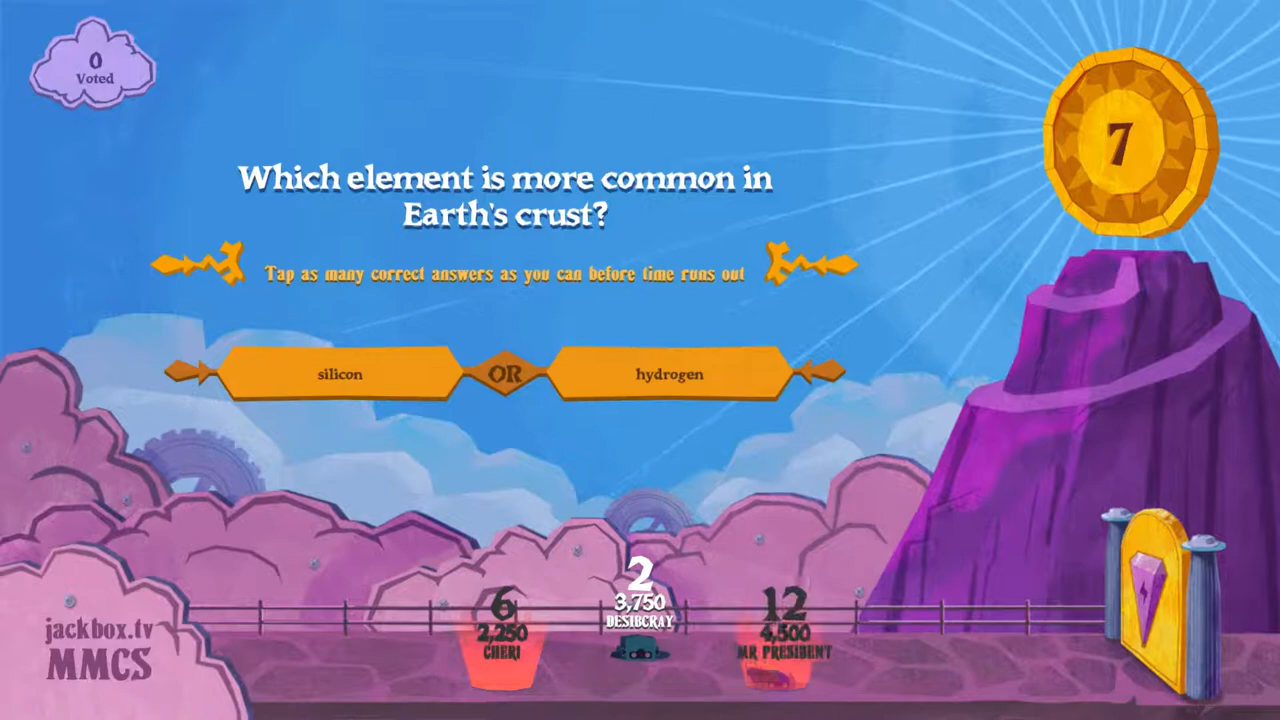 0
Voted
7
Which element is more common in
Earth's crust?
Tap as many correct answers as you can before time runs out
silicon
OR
hydrogen
6
2,250
CHERI
2
3,750
DESIBCRAY
12
4,500
MR PRESIDENT
jackbox.tv
MMCS